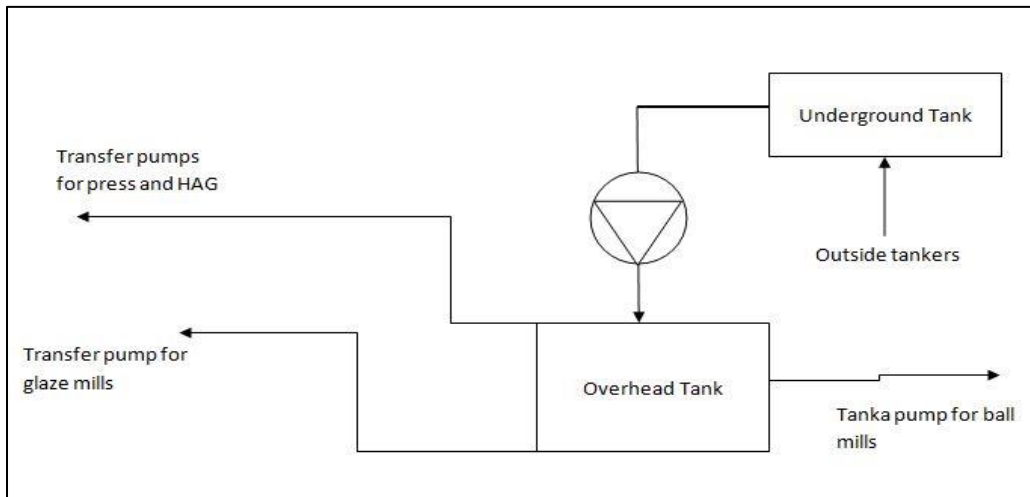 Underground Tank
Transfer pumps
for press and HAG
Outside tankers
Transfer pump for
glaze mills
Overhead Tank
Tanka pump for ball
mills